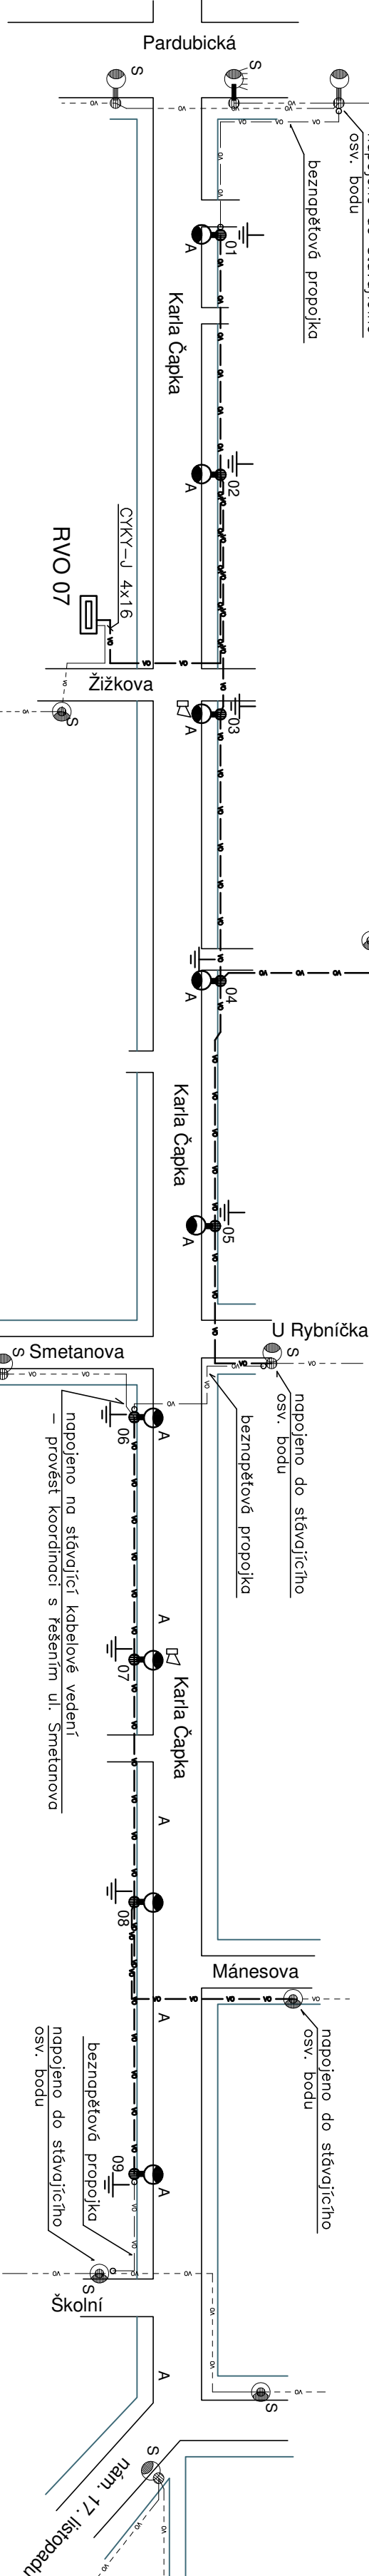 Pardubická
S
S
osv. bodu
beznapěťová propojka
01
A
Karla Čapka
02
A
CYKY-J 4x16
RVO 07
Žižkova
S
03
A
04
A
Karla Čapka
05
A
U Rybníčka
S
napojeno do stávajícího
osv. bodu
beznapěťová propojka
Smetanova
S
06
A
napojeno na stávající kabelové vedení
– provést koordinaci s řešením ul. Smetanova
A
07
Karla Čapka
A
08
Mánesova
napojeno do stávajícího
osv. bodu
A
09
A
beznapěťová propojka
napojeno do stávajícího
osv. bodu
S
Školní
A
S
S
nám. 17. listopadu